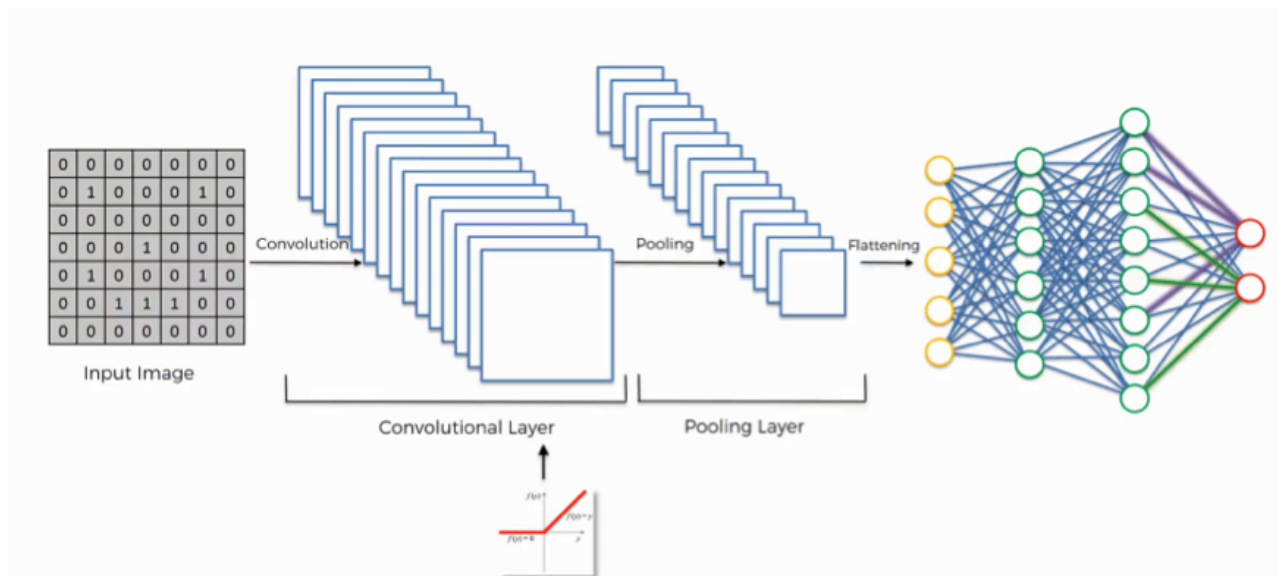 0 0 0 0 0 0 0
0 1 0 0 0 1 0
0 0 0 0 0 0 0
0 0 0 1 0 0 0
0 1 0 0 0 1 0
0 0 1 1 1 0 0
0 0 0 0 0 0 0
Input Image
Convolution
Pooling
Flattening
Convolutional Layer
Pooling Layer
f(y)
f(y)=y
y